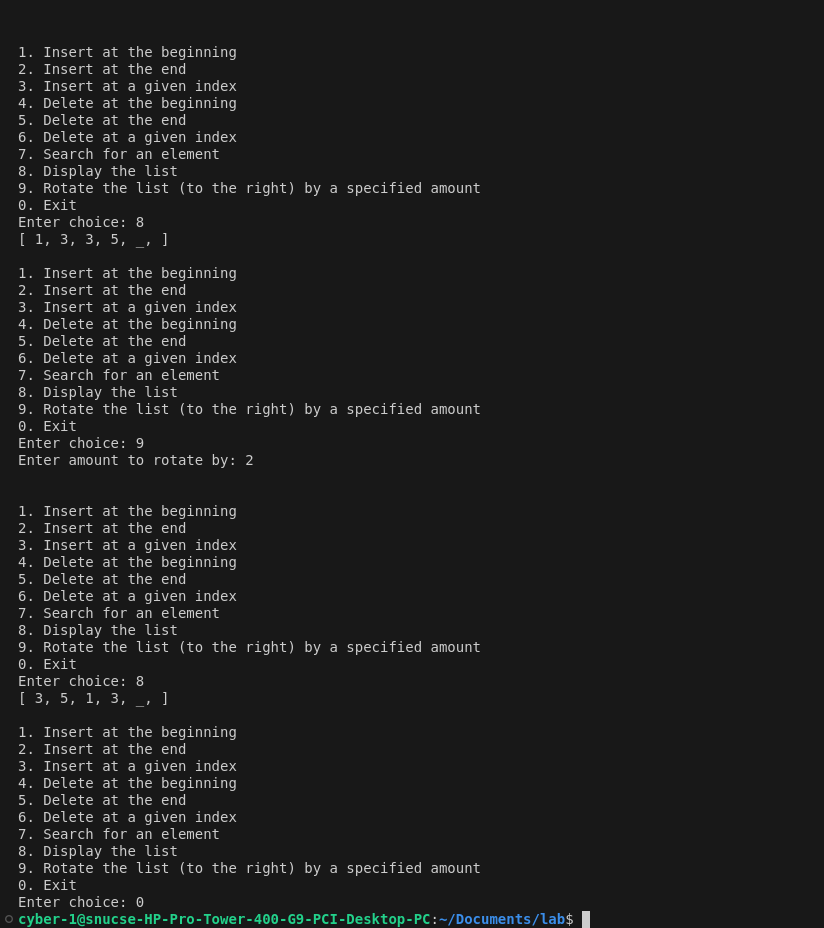 1. Insert at the beginning
2. Insert at the end
3. Insert at a given index
4. Delete at the beginning
5. Delete at the end
6. Delete at a given index
7. Search for an element
8. Display the list
9. Rotate the list (to the right) by a specified amount
0. Exit
Enter choice: 8
[ 1, 3, 3, 5, _, ]
1. Insert at the beginning
2. Insert at the end
3. Insert at a given index
4. Delete at the beginning
5. Delete at the end
6. Delete at a given index
7. Search for an element
8. Display the list
9. Rotate the list (to the right) by a specified amount
0. Exit
Enter choice: 9
Enter amount to rotate by: 2
1. Insert at the beginning
2. Insert at the end
3. Insert at a given index
4. Delete at the beginning
5. Delete at the end
6. Delete at a given index
7. Search for an element
8. Display the list
9. Rotate the list (to the right) by a specified amount
0. Exit
Enter choice: 8
[ 3, 5, 1, 3, _, ]
1. Insert at the beginning
2. Insert at the end
3. Insert at a given index
4. Delete at the beginning
5. Delete at the end
6. Delete at a given index
7. Search for an element
8. Display the list
9. Rotate the list (to the right) by a specified amount
0. Exit
Enter choice: 0
cyber-1@snucse-HP-Pro-Tower-400-G9-PCI-Desktop-PC:~/Documents/lab$